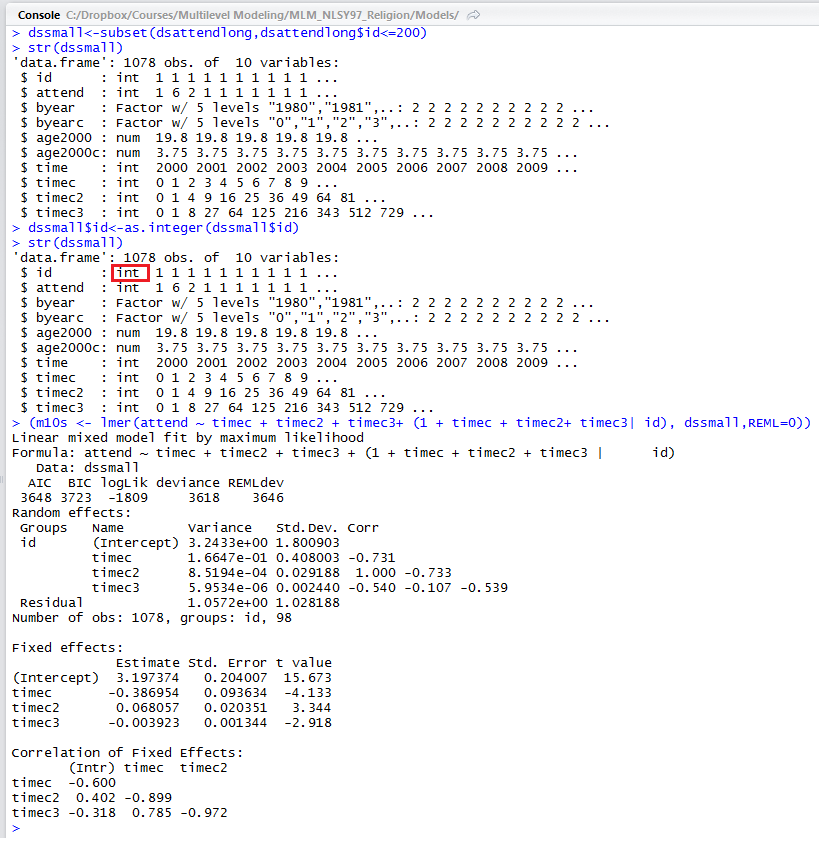 Console C:/Dropbox/Courses/Multilevel Modeling/MLM_NLSY97_Religion/Models/
> dssmall<-subset(dsattendlong,dsattendlong$id<=200)
> str(dssmall)
'data.frame': 1078 obs. of  10 variables:
 $ id      : int  1 1 1 1 1 1 1 1 1 1 ...
 $ attend  : int  1 6 2 1 1 1 1 1 1 1 ...
 $ byear   : Factor w/ 5 levels "1980","1981",..: 2 2 2 2 2 2 2 2 2 2 ...
 $ byearc  : Factor w/ 5 levels "0","1","2","3",..: 2 2 2 2 2 2 2 2 2 2 ...
 $ age2000 : num  19.8 19.8 19.8 19.8 19.8 ...
 $ age2000c: num  3.75 3.75 3.75 3.75 3.75 3.75 3.75 3.75 3.75 3.75 ...
 $ time    : int  2000 2001 2002 2003 2004 2005 2006 2007 2008 2009 ...
 $ timec   : int  0 1 2 3 4 5 6 7 8 9 ...
 $ timec2  : int  0 1 4 9 16 25 36 49 64 81 ...
 $ timec3  : int  0 1 8 27 64 125 216 343 512 729 ...
> dssmall$id<-as.integer(dssmall$id)
> str(dssmall)
'data.frame': 1078 obs. of  10 variables:
 $ id      : int  1 1 1 1 1 1 1 1 1 1 ...
 $ attend  : int  1 6 2 1 1 1 1 1 1 1 ...
 $ byear   : Factor w/ 5 levels "1980","1981",..: 2 2 2 2 2 2 2 2 2 2 ...
 $ byearc  : Factor w/ 5 levels "0","1","2","3",..: 2 2 2 2 2 2 2 2 2 2 ...
 $ age2000 : num  19.8 19.8 19.8 19.8 19.8 ...
 $ age2000c: num  3.75 3.75 3.75 3.75 3.75 3.75 3.75 3.75 3.75 3.75 ...
 $ time    : int  2000 2001 2002 2003 2004 2005 2006 2007 2008 2009 ...
 $ timec   : int  0 1 2 3 4 5 6 7 8 9 ...
 $ timec2  : int  0 1 4 9 16 25 36 49 64 81 ...
 $ timec3  : int  0 1 8 27 64 125 216 343 512 729 ...
> (m10s <- lmer(attend ~ timec + timec2 + timec3+ (1 + timec + timec2+ timec3| id), dssmall,REML=0))
Linear mixed model fit by maximum likelihood
Formula: attend ~ timec + timec2 + timec3 + (1 + timec + timec2 + timec3 |      id)
   Data: dssmall
  AIC  BIC logLik deviance REMLdev
 3648 3723  -1809     3618    3646
Random effects:
 Groups   Name        Variance   Std.Dev. Corr
 id       (Intercept) 3.2433e+00 1.800903
          timec       1.6647e-01 0.408003 -0.731
          timec2      8.5194e-04 0.029188  1.000 -0.733
          timec3      5.9534e-06 0.002440 -0.540 -0.107 -0.539
 Residual             1.0572e+00 1.028188
Number of obs: 1078, groups: id, 98

Fixed effects:
             Estimate Std. Error t value
(Intercept)  3.197374   0.204007  15.673
timec       -0.386954   0.093634  -4.133
timec2       0.068057   0.020351   3.344
timec3      -0.003923   0.001344  -2.918

Correlation of Fixed Effects:
       (Intr) timec  timec2
timec  -0.600
timec2  0.402 -0.899
timec3 -0.318  0.785 -0.972
>